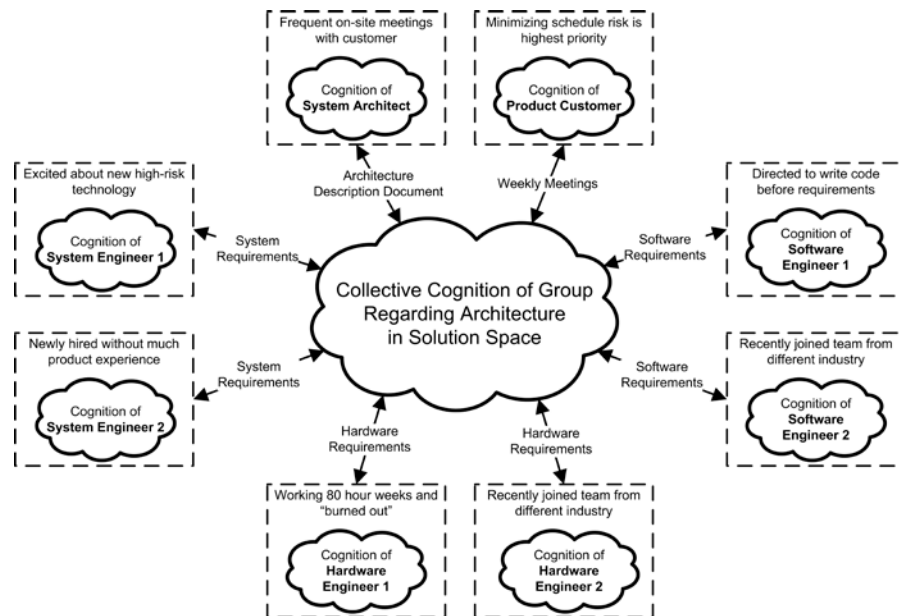 Frequent on-site meetings
with customer
Cognition of
System Architect
Minimizing schedule risk is
highest priority
Cognition of
Product Customer
Architecture
Description Document
Weekly Meetings
Excited about new high-risk
technology
Cognition of
System Engineer 1
System
Requirements
Directed to write code
before requirements
Cognition of
Software
Engineer 1
Software
Requirements
Collective Cognition of Group
Regarding Architecture
in Solution Space
Newly hired without much
product experience
Cognition of
System Engineer 2
System
Requirements
Recently joined team from
different industry
Cognition of
Software
Engineer 2
Software
Requirements
Hardware
Requirements
Hardware
Requirements
Working 80 hour weeks and
“burned out”
Cognition of
Hardware
Engineer 1
Recently joined team from
different industry
Cognition of
Hardware
Engineer 2